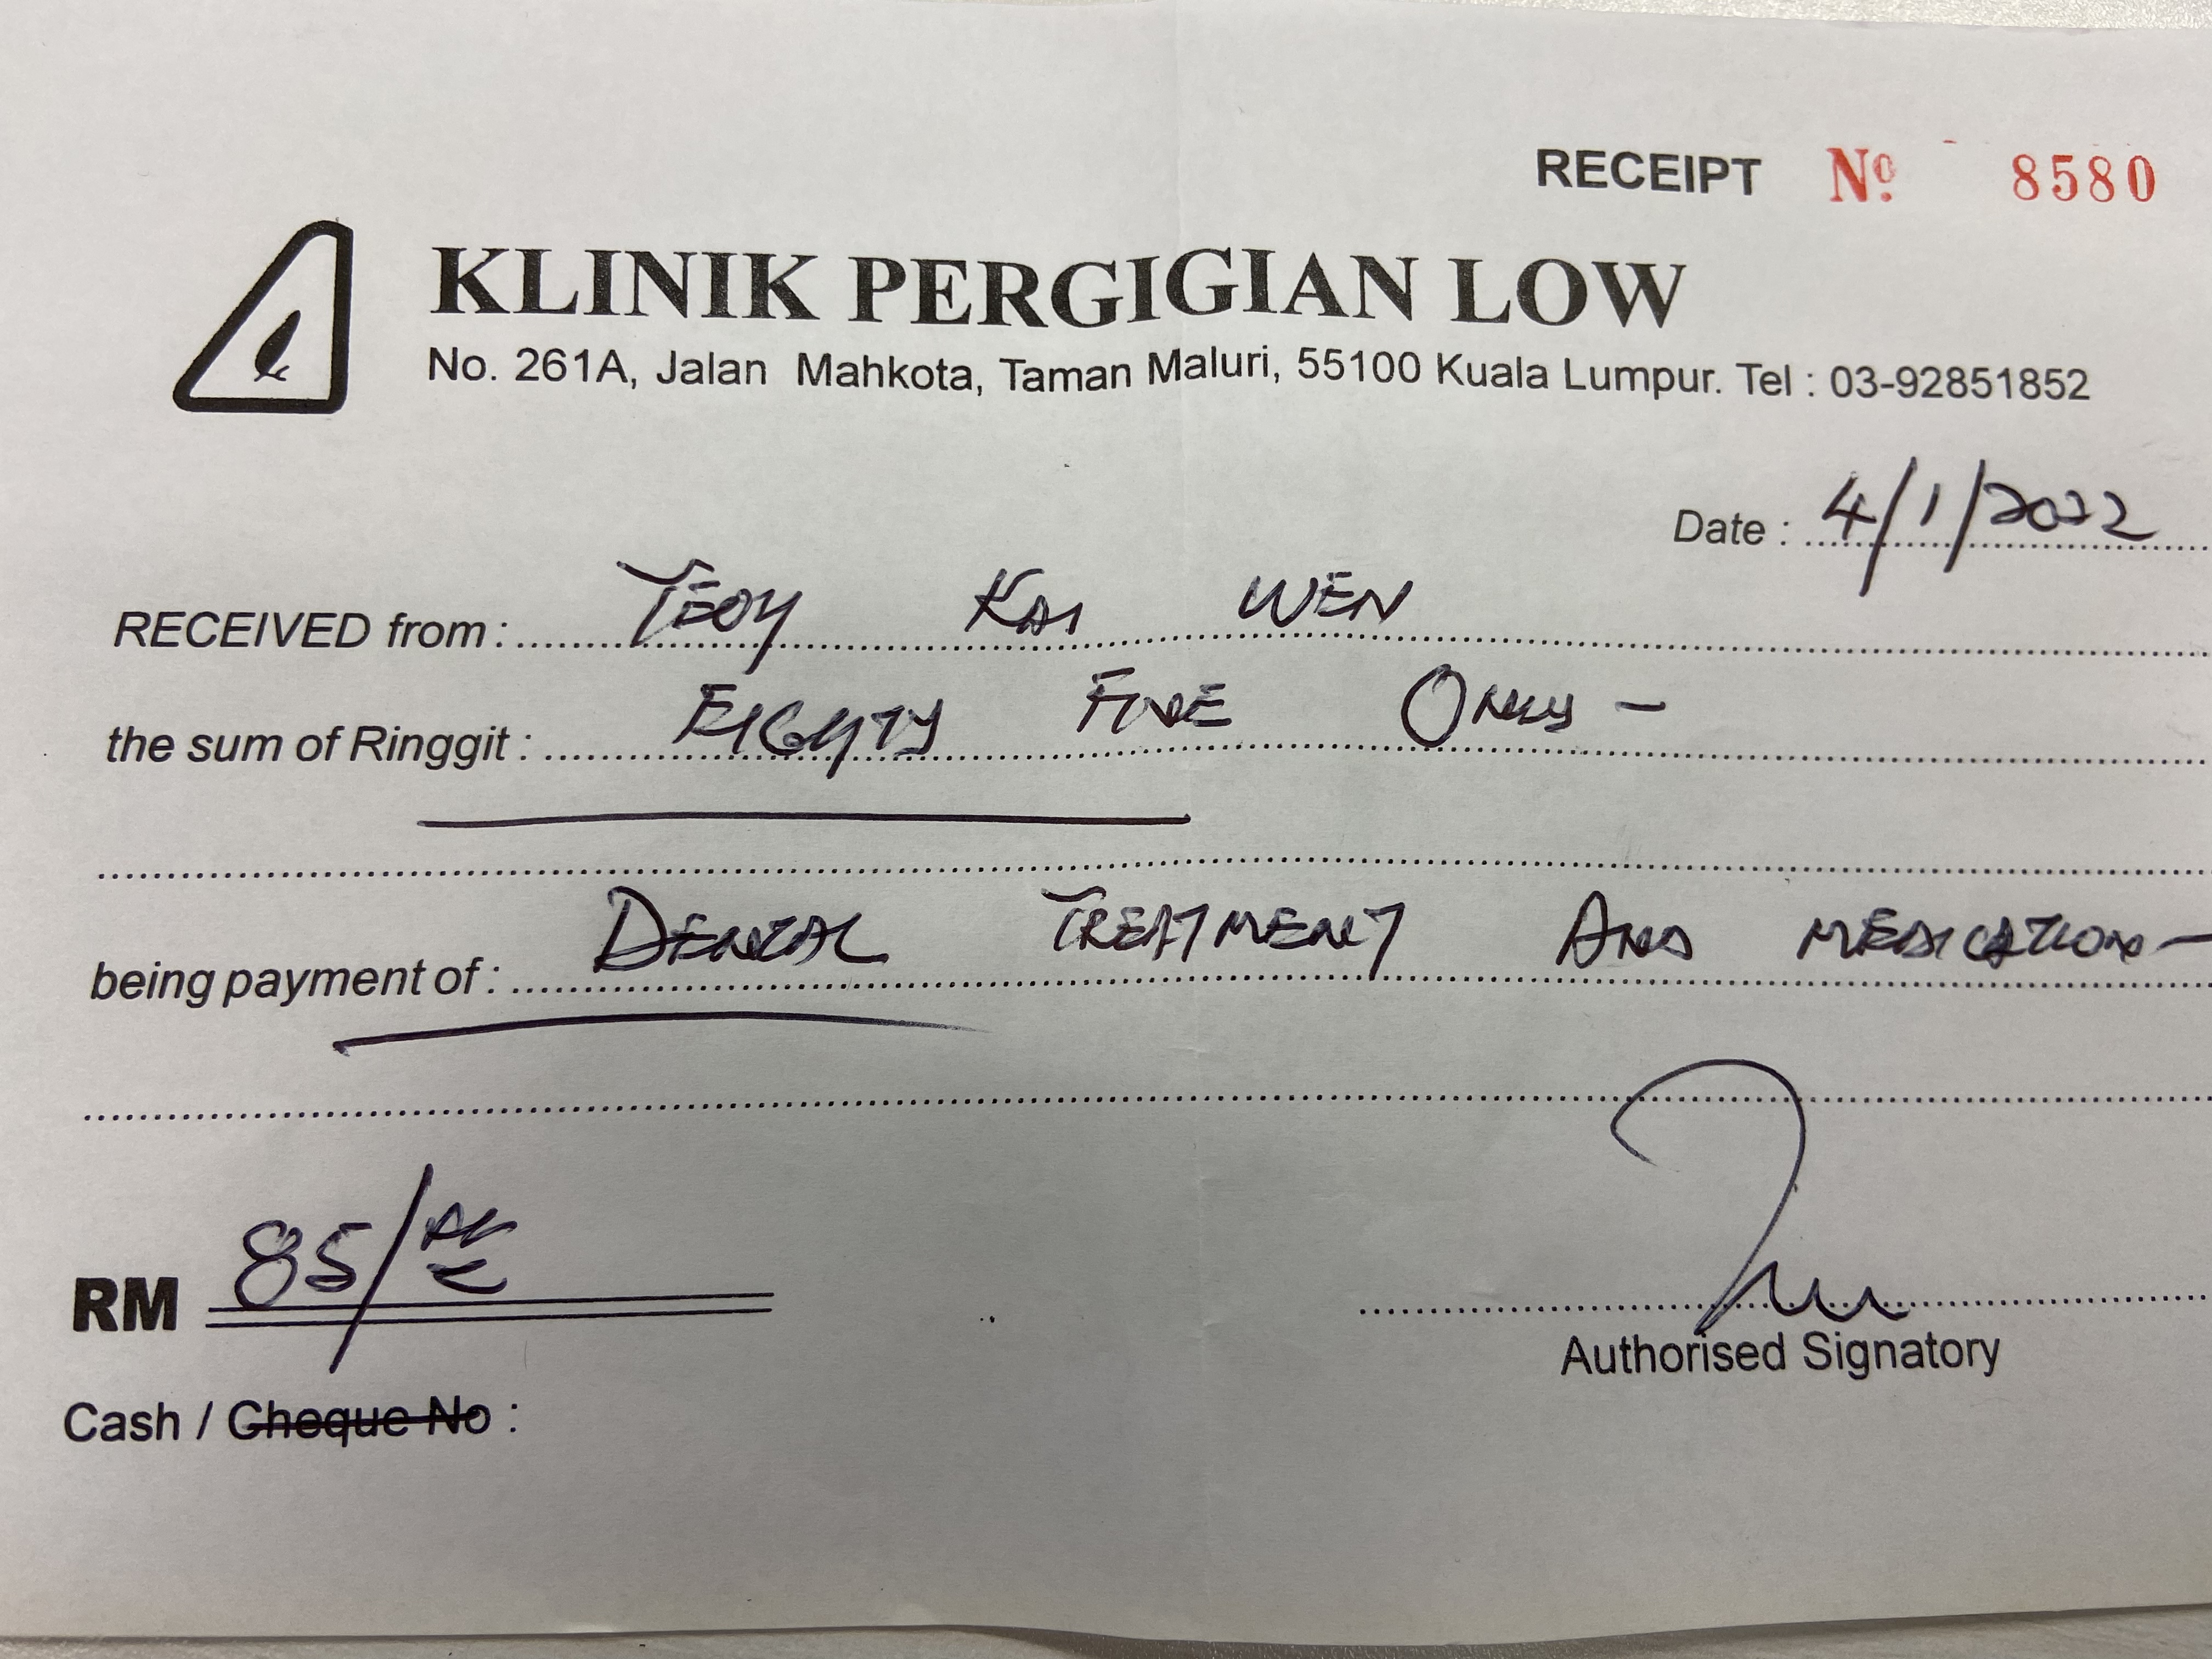 RECEIPT No. 8580
KLINIK PERGIGIAN LOW
No. 261A, Jalan Mahkota, Taman Maluri, 55100 Kuala Lumpur. Tel : 03-92851852
Date : 4/1/2022
RECEIVED from : TEOH KAI WEN
the sum of Ringgit : EIGHTY FIVE ONLY -
being payment of : DENTAL TREATMENT AND MEDICATIONS -
RM 85/
Cash / Cheque No :
Authorised Signatory